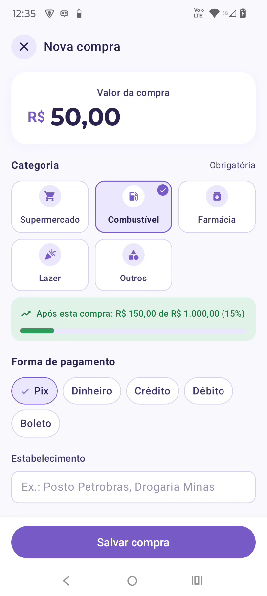 12:35
Nova compra
Valor da compra
R$ 50,00
Categoria
Obrigatória
Supermercado
Combustível
Farmácia
Lazer
Outros
Após esta compra: R$ 150,00 de R$ 1.000,00 (15%)
Forma de pagamento
Pix
Dinheiro
Crédito
Débito
Boleto
Estabelecimento
Ex.: Posto Petrobras, Drogaria Minas
Salvar compra